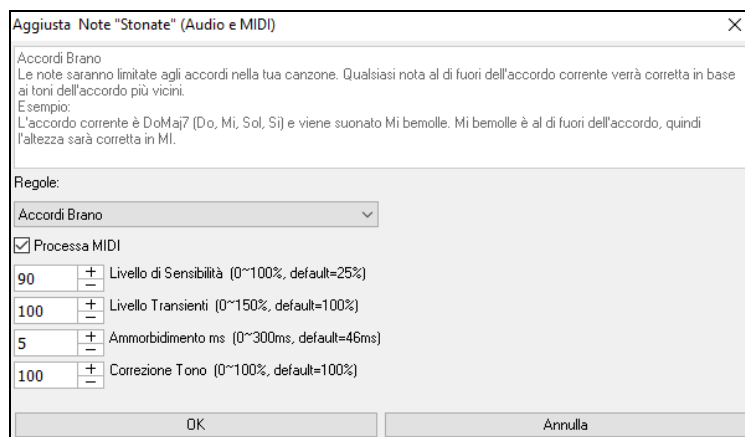 Aggiusta Note "Stonate" (Audio e MIDI)
Accordi Brano
Le note saranno limitate agli accordi nella tua canzone. Qualsiasi nota al di fuori dell'accordo corrente verrà corretta in base
ai toni dell'accordo più vicini.
Esempio:
L'accordo corrente è DoMaj7 (Do, Mi, Sol, Si) e viene suonato Mi bemolle. Mi bemolle è al di fuori dell'accordo, quindi
l'altezza sarà corretta in MI.
Regole:
Accordi Brano
Processa MIDI
90 Livello di Sensibilità (0~100%, default=25%)
100 Livello Transienti (0~150%, default=100%)
5 Ammorbidimento ms (0~300ms, default=46ms)
100 Correzione Tono (0~100%, default=100%)
OK Annulla